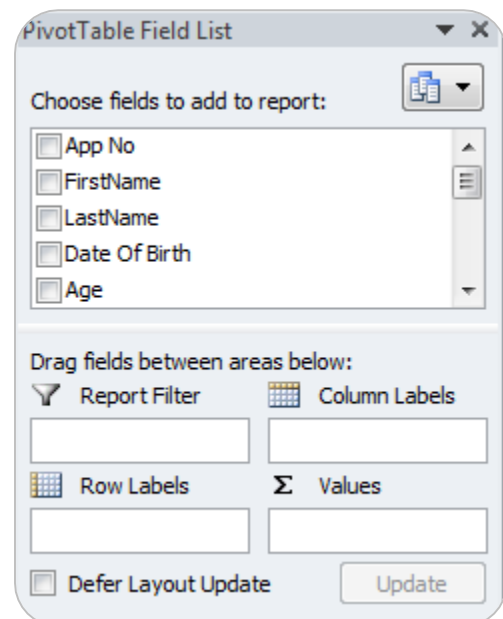 PivotTable Field List
Choose fields to add to report:
App No
FirstName
LastName
Date Of Birth
Age
Drag fields between areas below:
Report Filter
Column Labels
Row Labels
Σ Values
Defer Layout Update
Update